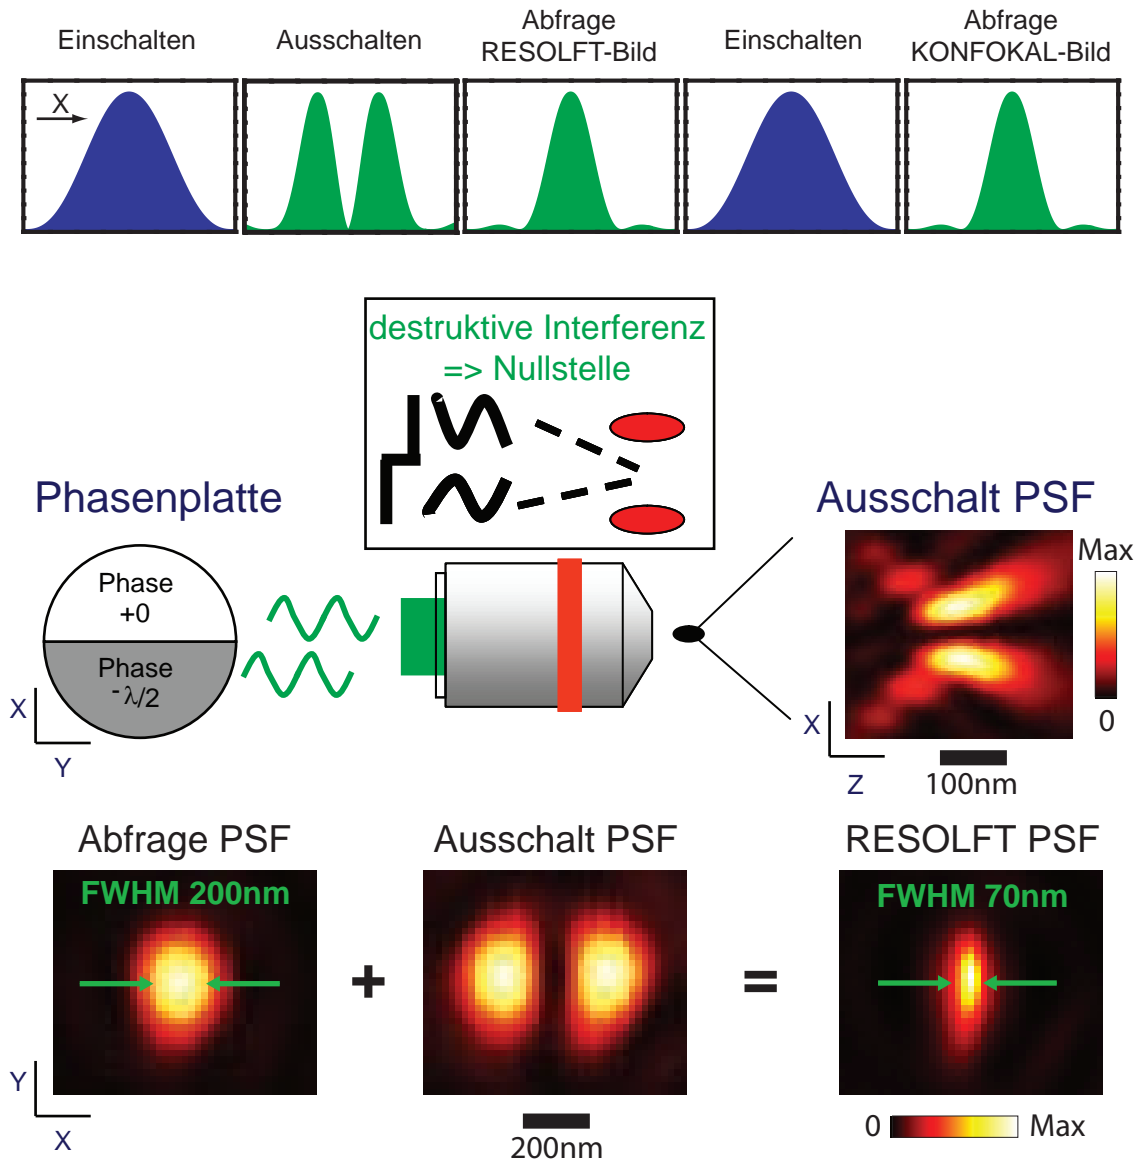 Einschalten
Ausschalten
Abfrage
RESOLFT-Bild
Einschalten
Abfrage
KONFOKAL-Bild
X
destruktive Interferenz
=> Nullstelle
Phasenplatte
Ausschalt PSF
Phase
+0
Phase
-λ/2
X
Y
Max
0
X
Z
100nm
Abfrage PSF
Ausschalt PSF
RESOLFT PSF
FWHM 200nm
FWHM 70nm
+
=
Y
X
200nm
0
Max